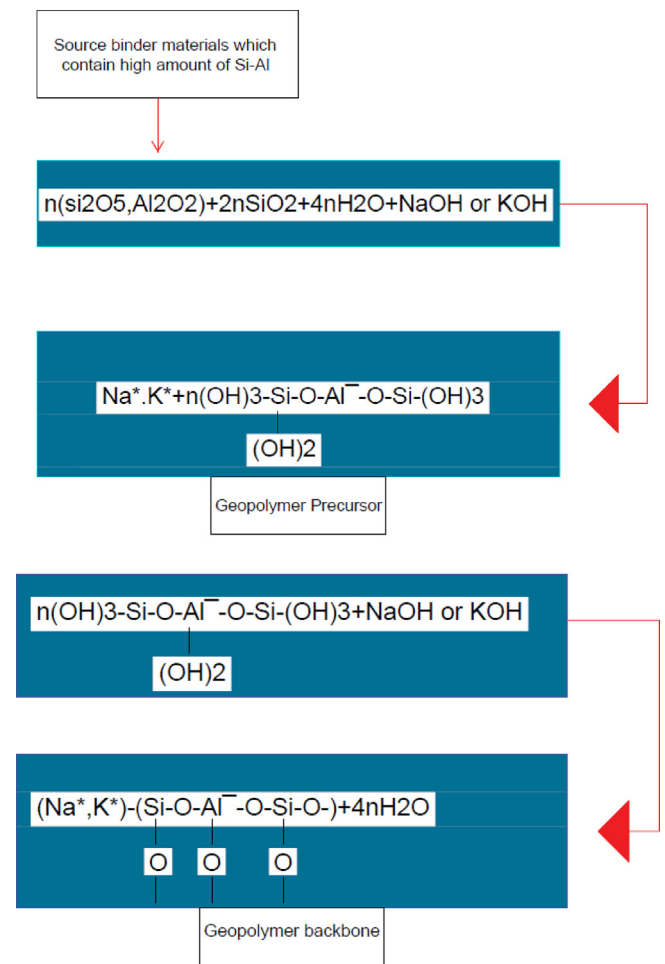 Source binder materials which
contain high amount of Si-Al
n(si2O5,Al2O2)+2nSiO2+4nH2O+NaOH or KOH
Na*.K*+n(OH)3-Si-O-Al¯-O-Si-(OH)3
(OH)2
Geopolymer Precursor
n(OH)3-Si-O-Al¯-O-Si-(OH)3+NaOH or KOH
(OH)2
(Na*,K*)-(Si-O-Al¯-O-Si-O-)+4nH2O
O O O
Geopolymer backbone